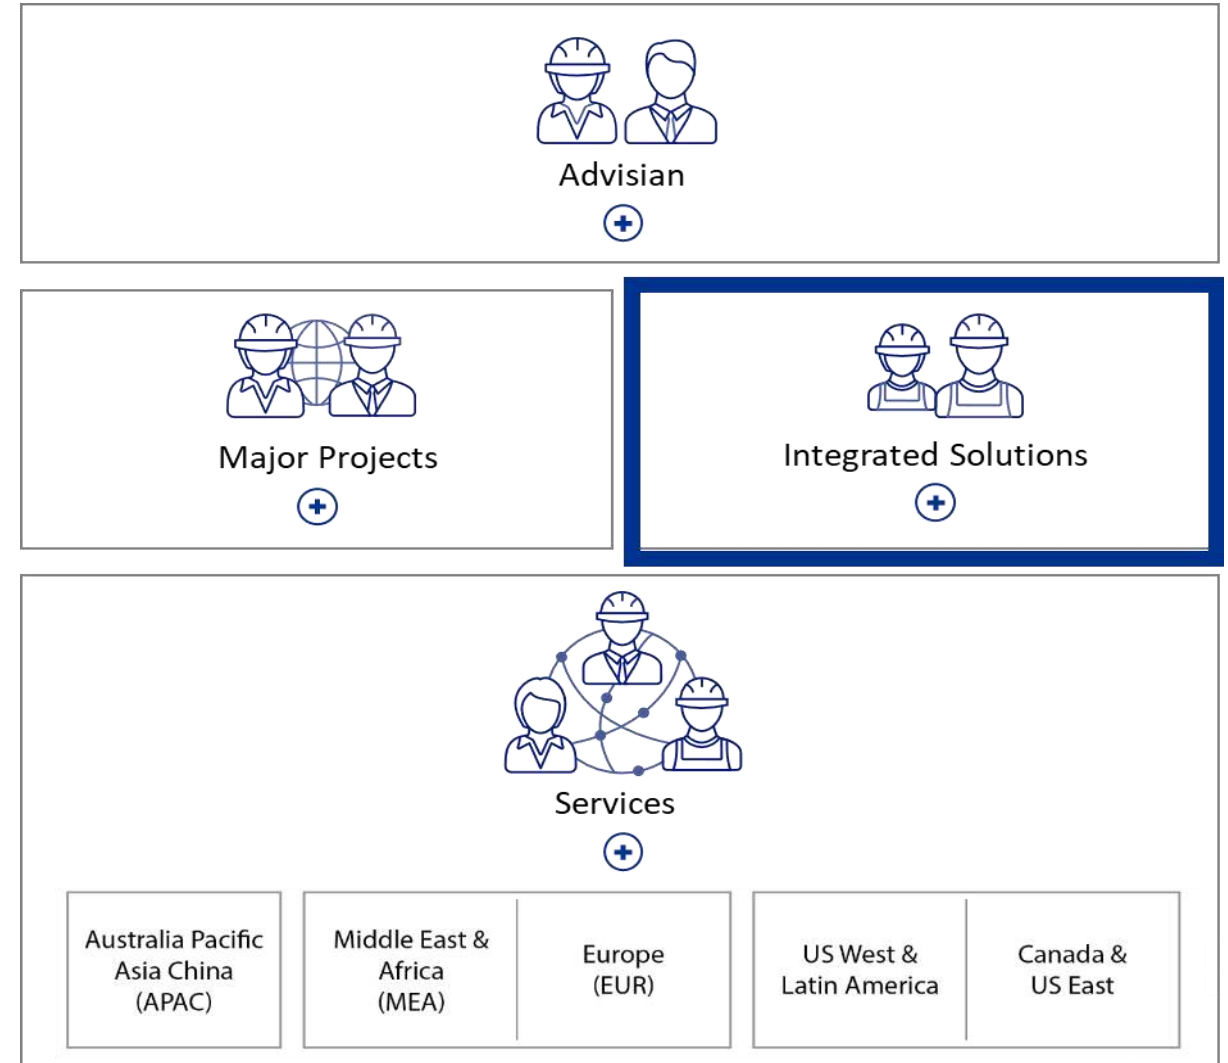 Advisian
Major Projects
Integrated Solutions
Services
Australia Pacific
Asia China
(APAC)
Middle East &
Africa
(MEA)
Europe
(EUR)
US West &
Latin America
Canada &
US East